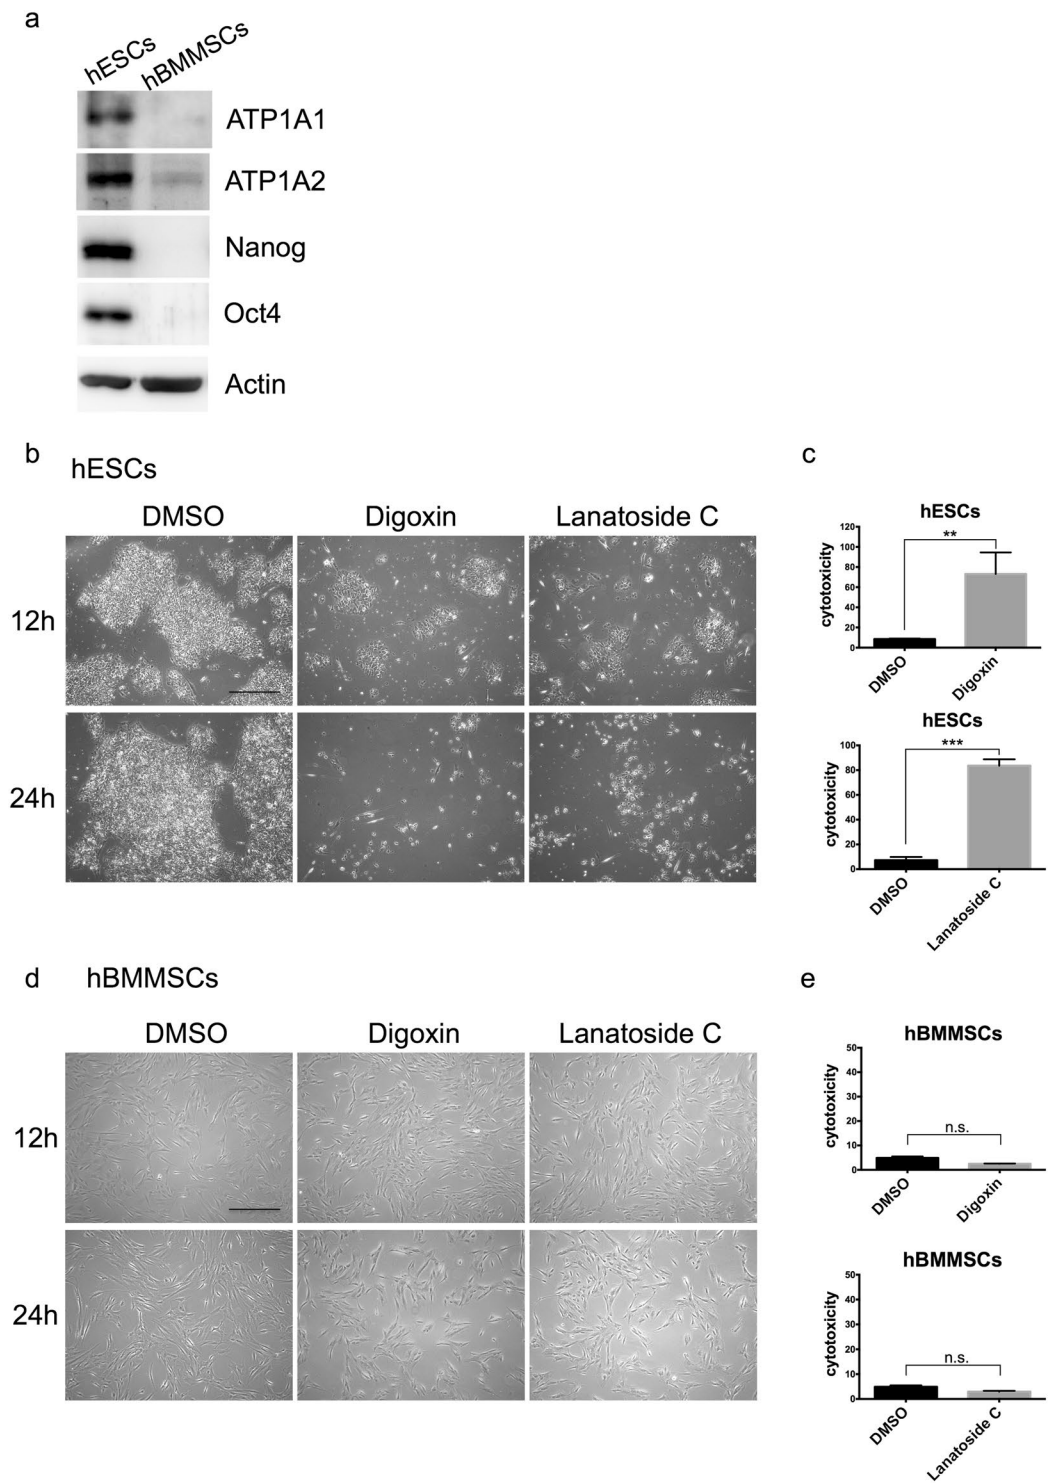 a
hESCs
hBMMSCs
ATP1A1
ATP1A2
Nanog
Oct4
Actin
b
hESCs
DMSO Digoxin Lanatoside C
12h
24h
c
hESCs
cytotoxicity
120
100
80
60
40
20
0
**
DMSO
Digoxin
hESCs
cytotoxicity
100
80
60
40
20
0
***
DMSO
Lanatoside C
d
hBMMSCs
DMSO Digoxin Lanatoside C
12h
24h
e
hBMMSCs
cytotoxicity
50
40
30
20
10
0
n.s.
DMSO
Digoxin
hBMMSCs
cytotoxicity
50
40
30
20
10
0
n.s.
DMSO
Lanatoside C